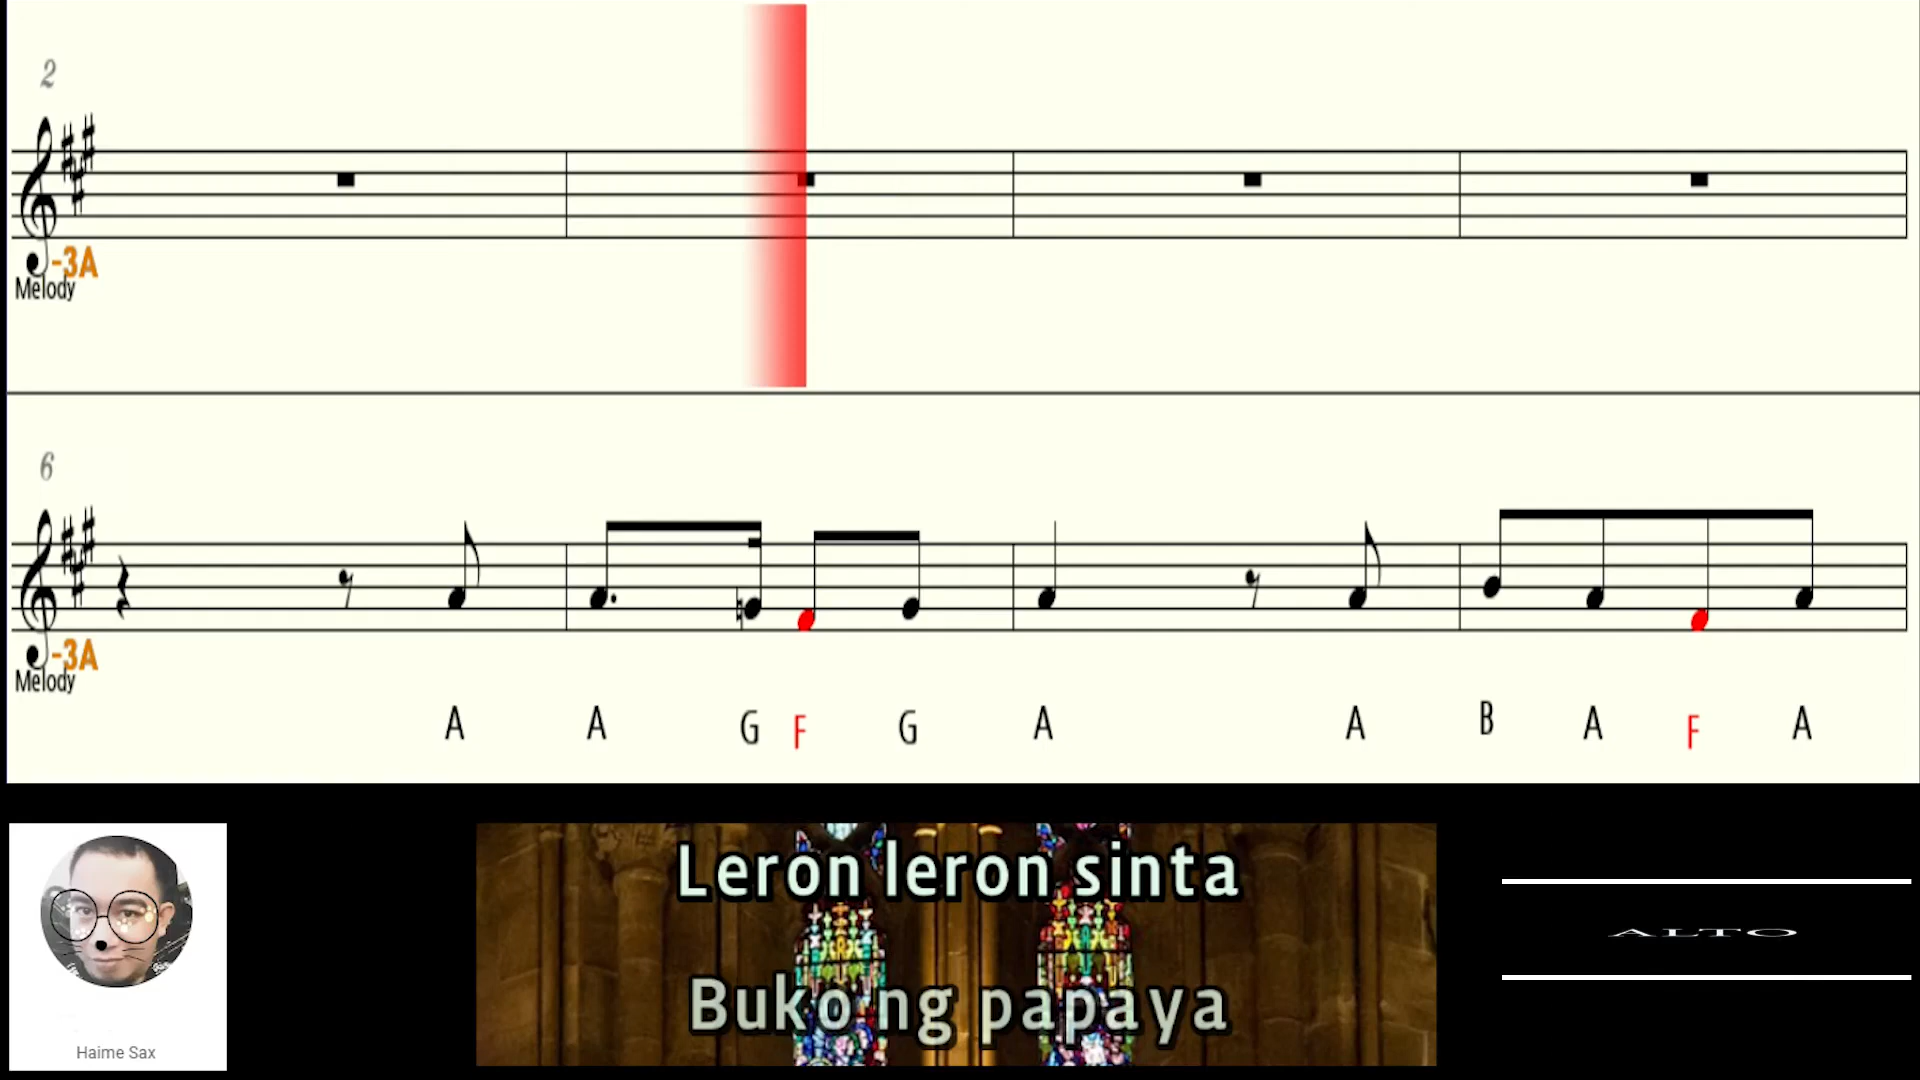 2
-3A
Melody
6
-3A
Melody
A A G F G A A B A F A
Leron leron sinta
Buko ng papaya
ALTO
Haime Sax